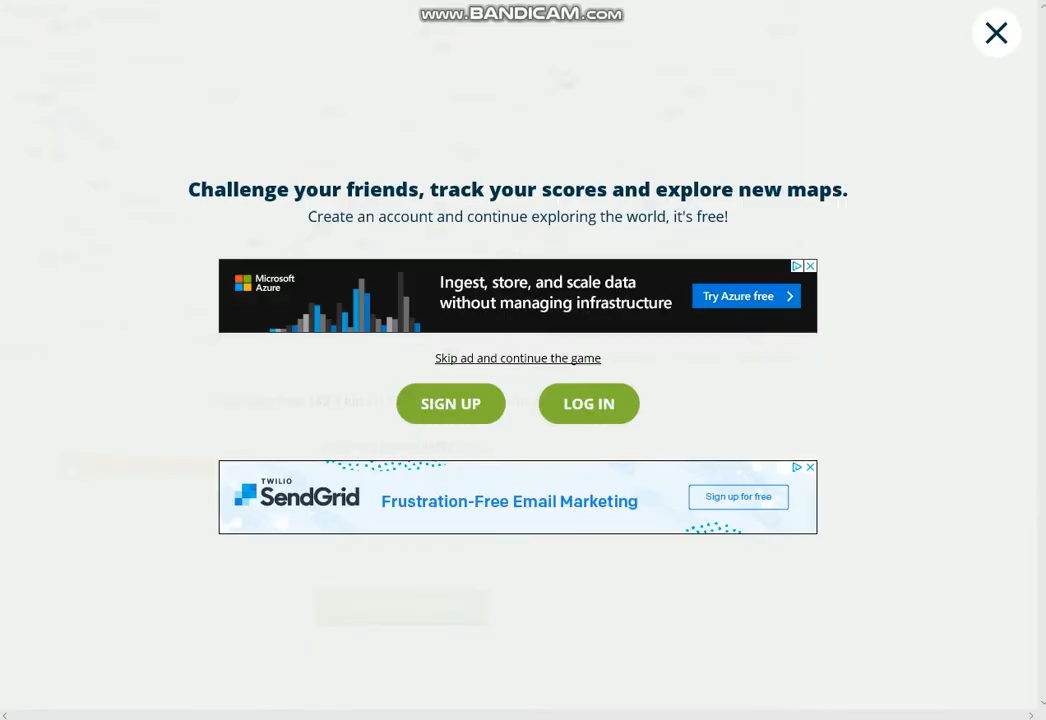 WWW.BANDICAM.COM
Challenge your friends, track your scores and explore new maps.
Create an account and continue exploring the world, it's free!
Microsoft
Azure
Ingest, store, and scale data
without managing infrastructure
Try Azure free
Skip ad and continue the game
SIGN UP
LOG IN
TWILIO
SendGrid
Frustration-Free Email Marketing
Sign up for free